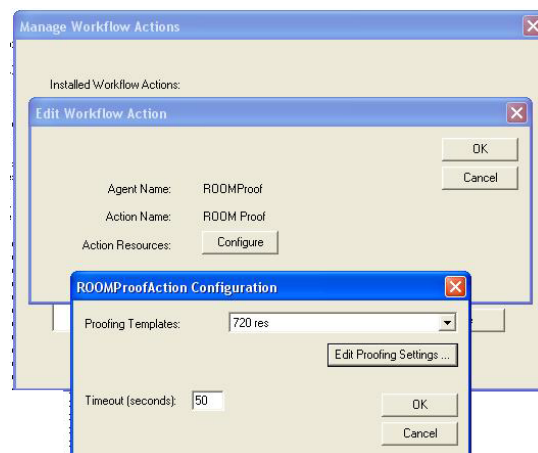 Manage Workflow Actions
Installed Workflow Actions:
Edit Workflow Action
OK
Cancel
Agent Name: ROOMProof
Action Name: ROOM Proof
Action Resources: Configure
ROOMProofAction Configuration
Proofing Templates: 720 res
Edit Proofing Settings ...
Timeout (seconds): 50
OK
Cancel